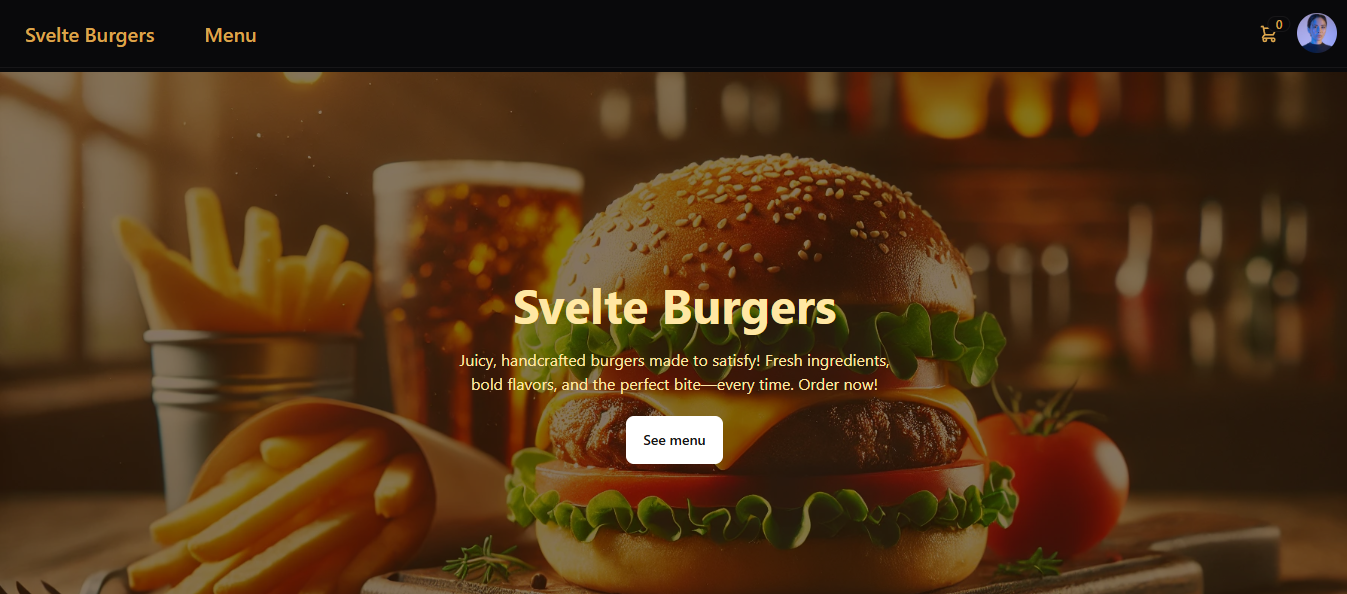 Svelte Burgers
Menu
0
Svelte Burgers
Juicy, handcrafted burgers made to satisfy! Fresh ingredients,
bold flavors, and the perfect bite—every time. Order now!
See menu